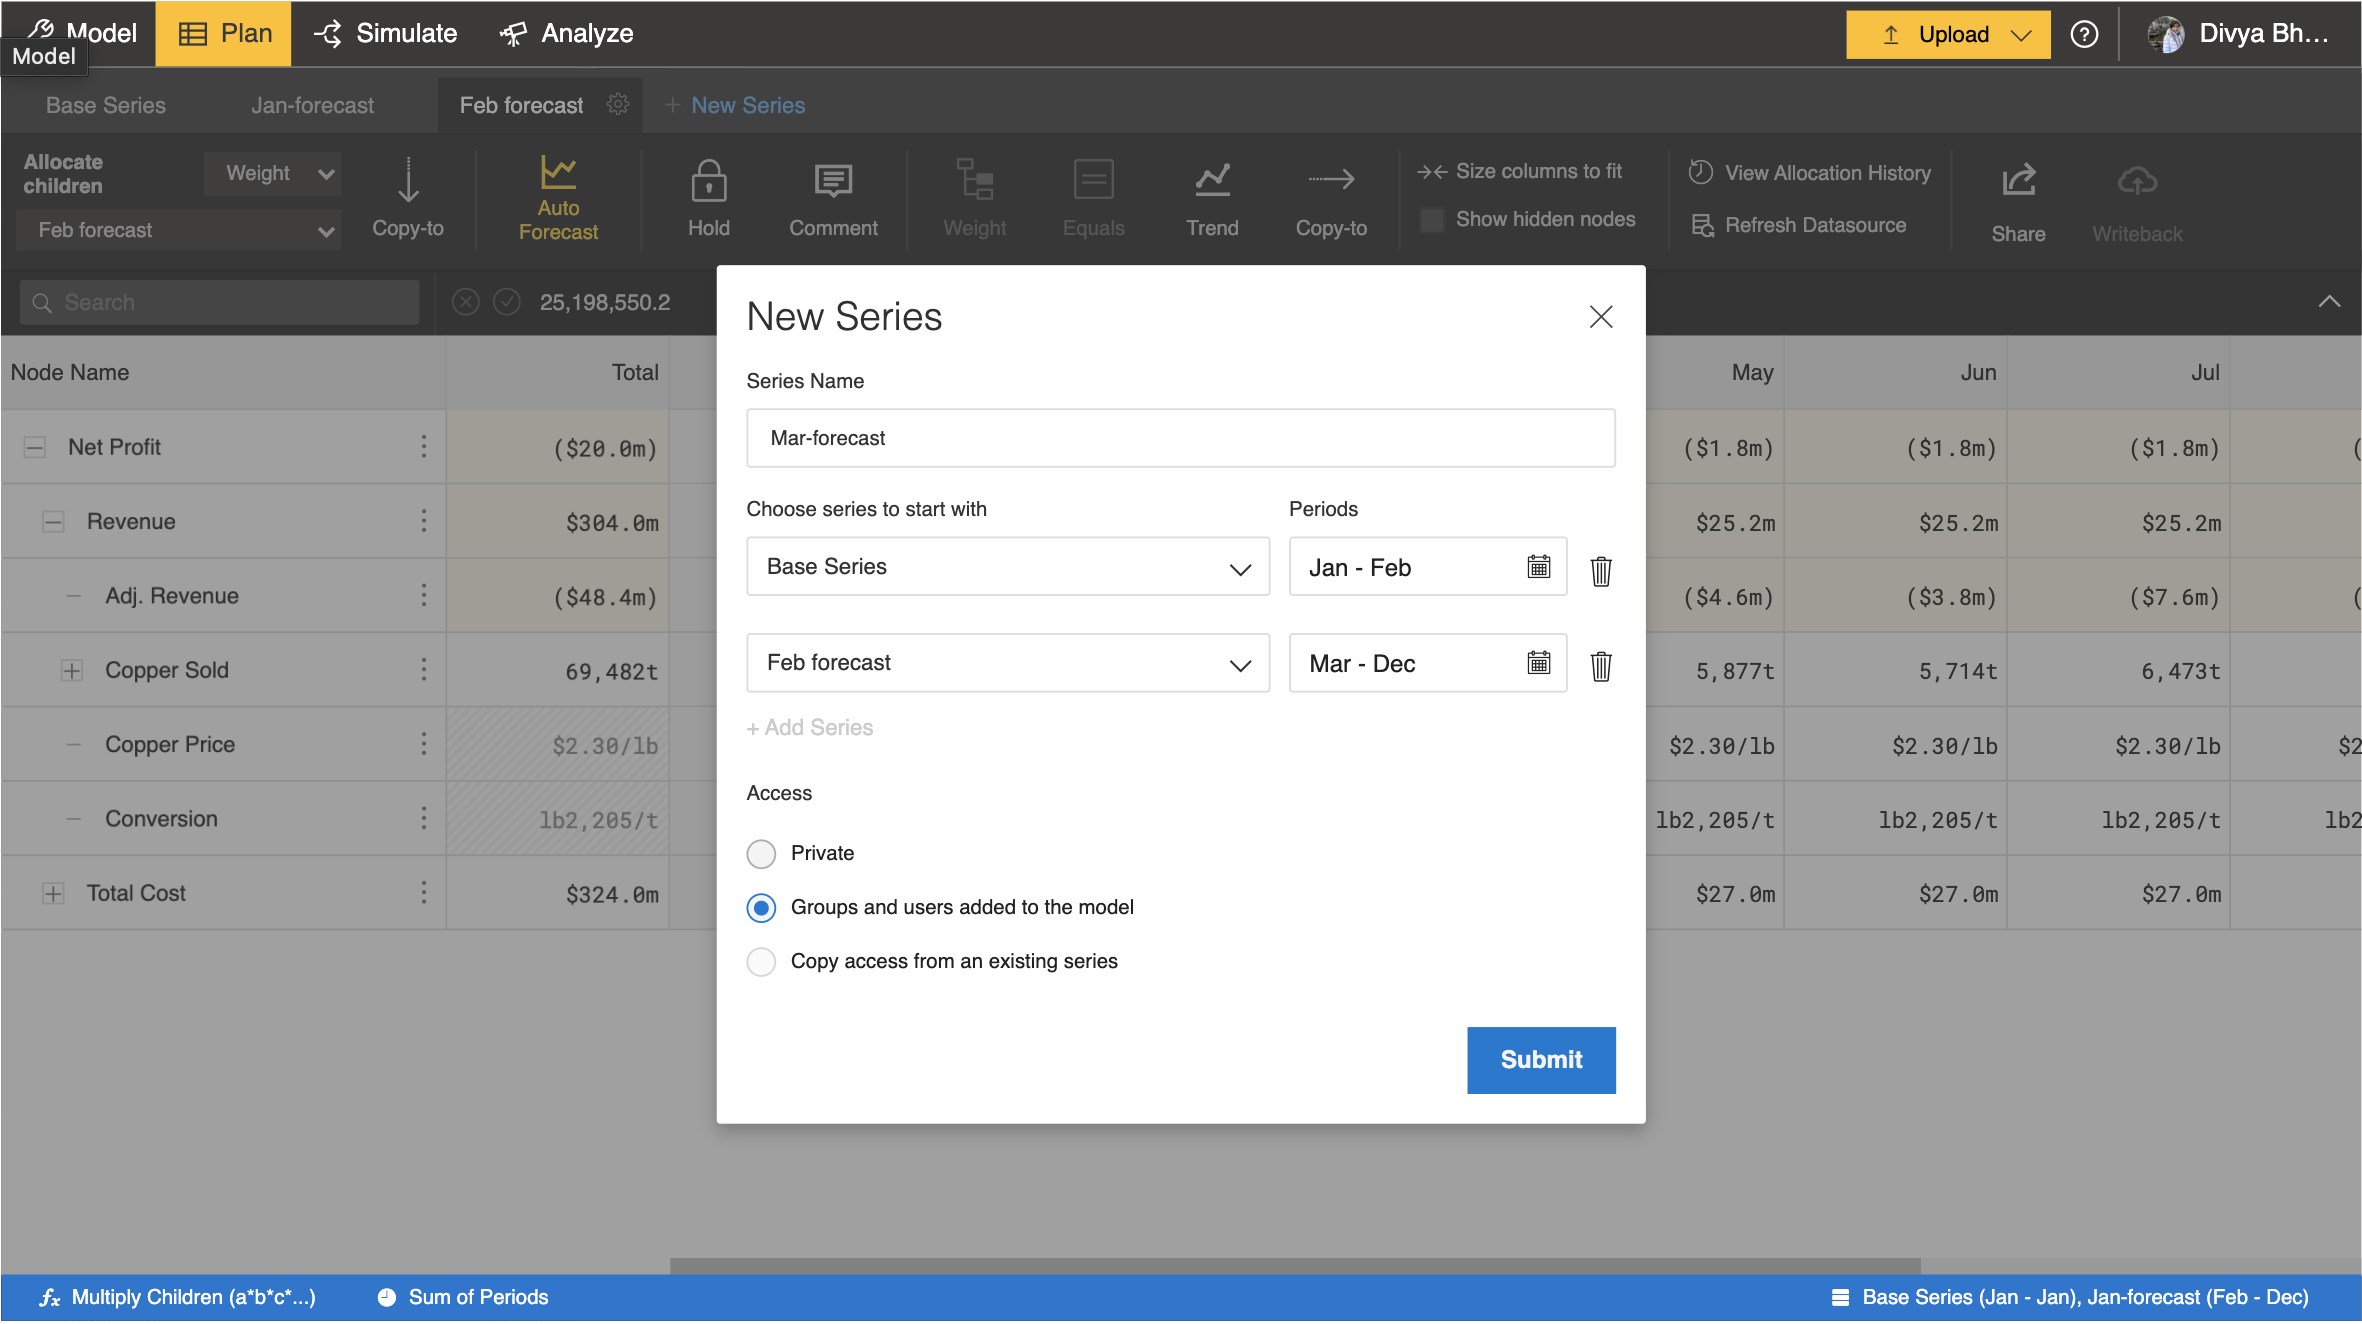 Model
Plan
Simulate
Analyze
Upload
Divya Bh...
Model
Base Series
Jan-forecast
Feb forecast
+ New Series
Allocate
children
Weight
Feb forecast
Copy-to
Auto
Forecast
Hold
Comment
Weight
Equals
Trend
Copy-to
Size columns to fit
Show hidden nodes
View Allocation History
Refresh Datasource
Share
Writeback
Search
25,198,550.2
Node Name
Total
May
Jun
Jul
Net Profit
($20.0m)
($1.8m)
($1.8m)
($1.8m)
(
Revenue
$304.0m
$25.2m
$25.2m
$25.2m
Adj. Revenue
($48.4m)
($4.6m)
($3.8m)
($7.6m)
(
Copper Sold
69,482t
5,877t
5,714t
6,473t
Copper Price
$2.30/lb
$2.30/lb
$2.30/lb
$2.30/lb
$2
Conversion
lb2,205/t
lb2,205/t
lb2,205/t
lb2,205/t
lb2
Total Cost
$324.0m
$27.0m
$27.0m
$27.0m
New Series
Series Name
Mar-forecast
Choose series to start with
Periods
Base Series
Jan - Feb
Feb forecast
Mar - Dec
+ Add Series
Access
Private
Groups and users added to the model
Copy access from an existing series
Submit
fx Multiply Children (a*b*c*...)
Sum of Periods
Base Series (Jan - Jan), Jan-forecast (Feb - Dec)